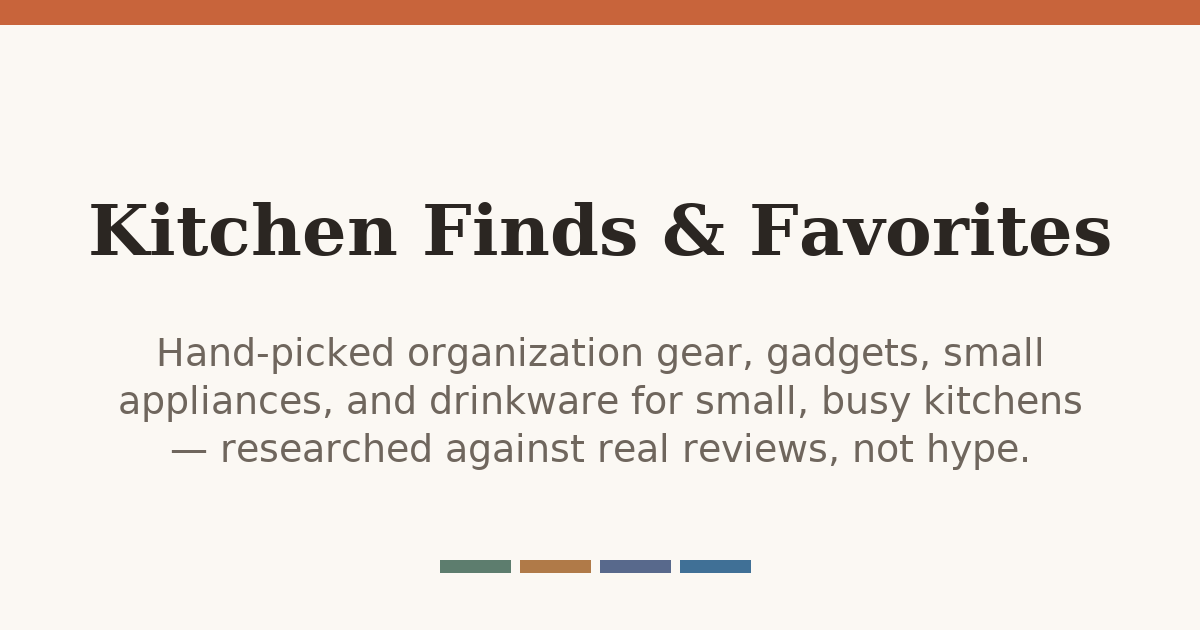 Kitchen Finds & Favorites
Hand-picked organization gear, gadgets, small
appliances, and drinkware for small, busy kitchens
— researched against real reviews, not hype.